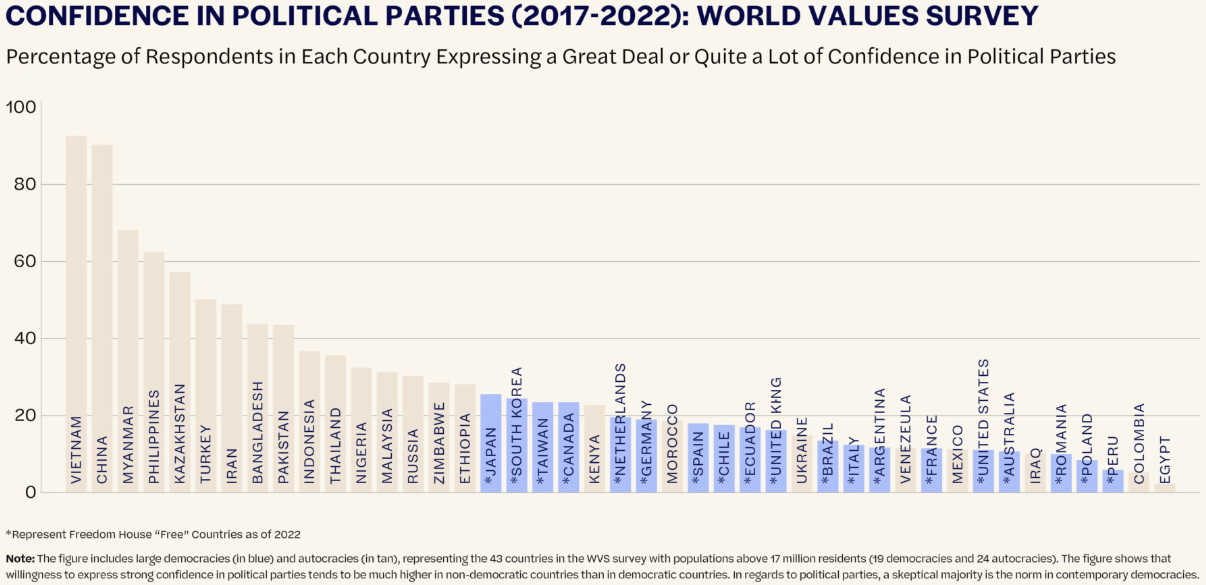 CONFIDENCE IN POLITICAL PARTIES (2017-2022): WORLD VALUES SURVEY
Percentage of Respondents in Each Country Expressing a Great Deal or Quite a Lot of Confidence in Political Parties
100
80
60
40
20
0
VIETNAM
CHINA
MYANMAR
PHILIPPINES
KAZAKHSTAN
TURKEY
IRAN
BANGLADESH
PAKISTAN
INDONESIA
THAILAND
NIGERIA
MALAYSIA
RUSSIA
ZIMBABWE
ETHIOPIA
*JAPAN
*SOUTH KOREA
*TAIWAN
*CANADA
KENYA
*NETHERLANDS
*GERMANY
MOROCCO
*SPAIN
*CHILE
*ECUADOR
*UNITED KING
UKRAINE
*BRAZIL
*ITALY
*ARGENTINA
VENEZEULA
*FRANCE
MEXICO
*UNITED STATES
*AUSTRALIA
IRAQ
*ROMANIA
*POLAND
*PERU
COLOMBIA
EGYPT
*Represent Freedom House “Free” Countries as of 2022
Note: The figure includes large democracies (in blue) and autocracies (in tan), representing the 43 countries in the WVS survey with populations above 17 million residents (19 democracies and 24 autocracies). The figure shows that
willingness to express strong confidence in political parties tends to be much higher in non-democratic countries than in democratic countries. In regards to political parties, a skeptical majority is the norm in contemporary democracies.